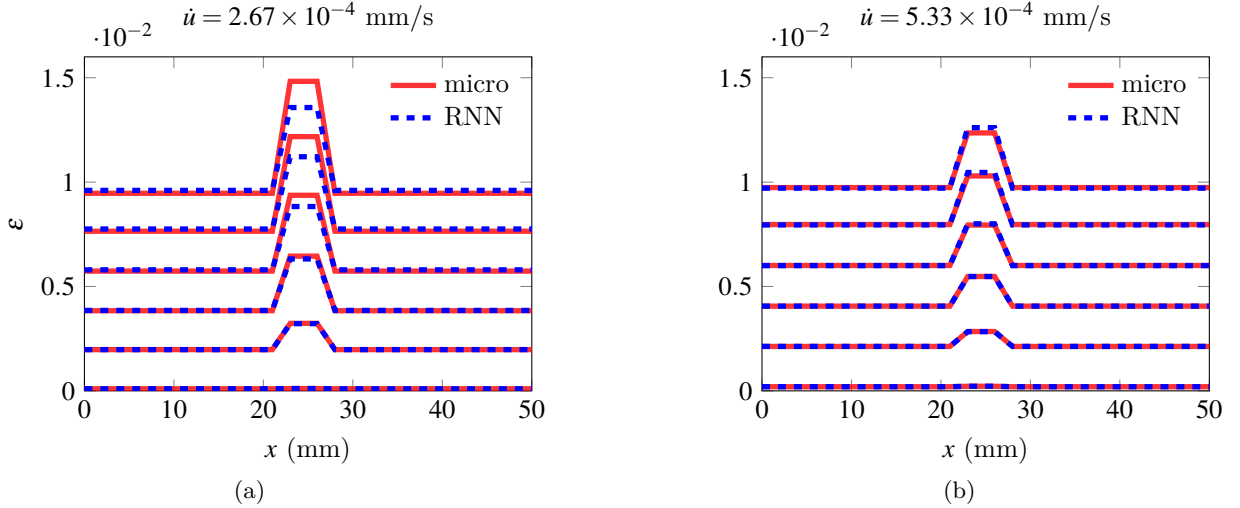 u̇ = 2.67 × 10⁻⁴ mm/s
·10⁻²
1.5
1
0.5
0
ε
micro
RNN
0 10 20 30 40 50
x (mm)
(a)
u̇ = 5.33 × 10⁻⁴ mm/s
·10⁻²
1.5
1
0.5
0
micro
RNN
0 10 20 30 40 50
x (mm)
(b)